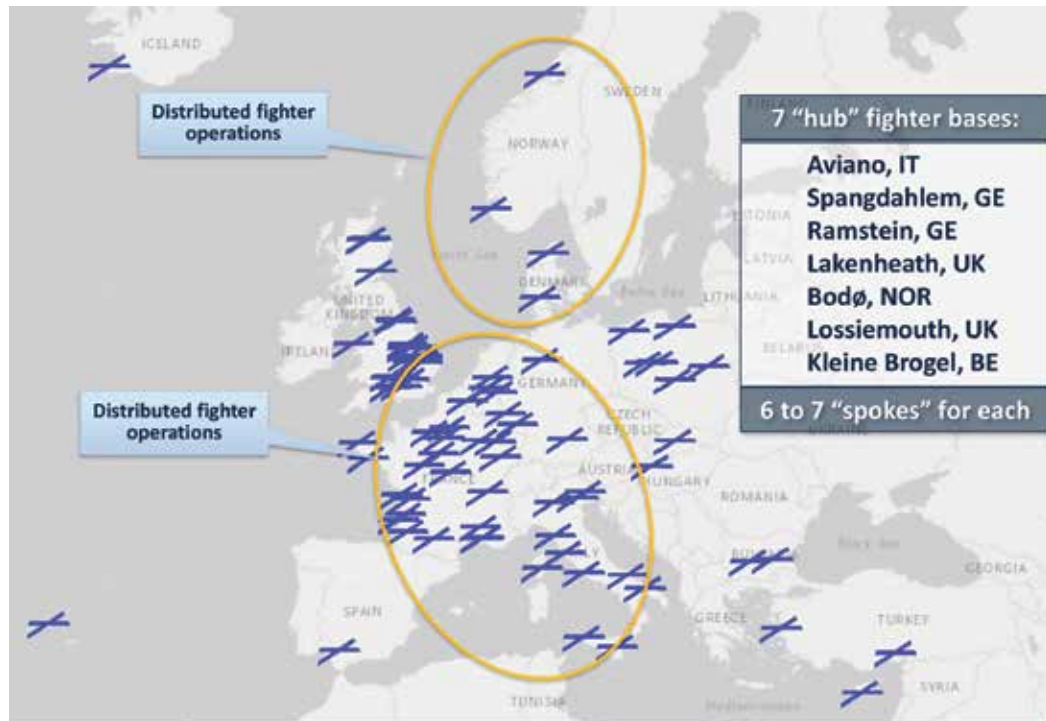 ICELAND
Distributed fighter
operations
SWEDEN
FINLAND
7 “hub” fighter bases:
NORWAY
Aviano, IT
Spangdahlem, GE
Ramstein, GE
Lakenheath, UK
Bodø, NOR
Lossiemouth, UK
Kleine Brogel, BE
6 to 7 “spokes” for each
ESTONIA
LATVIA
North Sea
DENMARK
Baltic Sea
LITHUANIA
UNITED
KINGDOM
IRELAND
BELARUS
GERMANY
Distributed fighter
operations
CZECH
REPUBLIC
UKRAINE
AUSTRIA
HUNGARY
FRANCE
ROMANIA
Black Sea
GEORGIA
SPAIN
GREECE
TURKEY
SYRIA
TUNISIA
Mediterranean